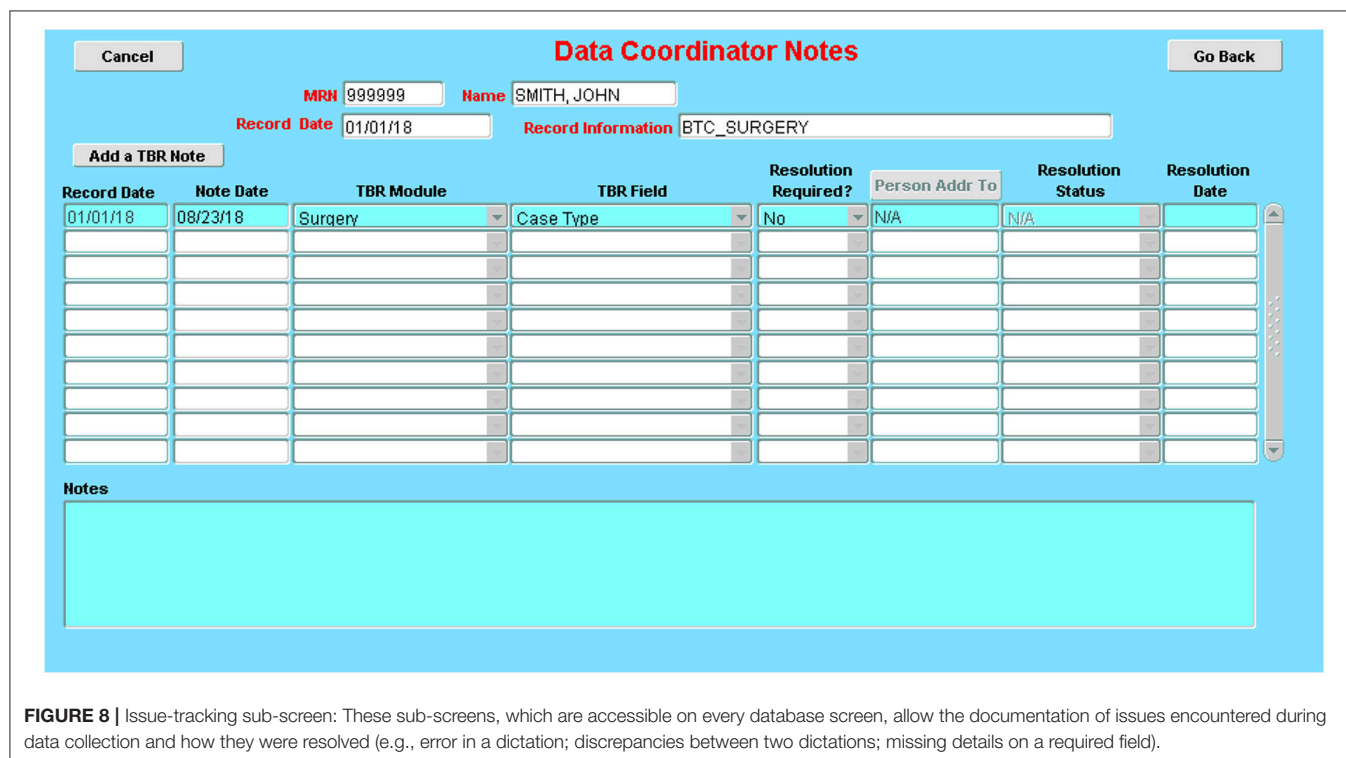 Cancel
Data Coordinator Notes
Go Back
MRN 999999 Name SMITH, JOHN
Record Date 01/01/18 Record Information BTC_SURGERY
Add a TBR Note
Record Date Note Date TBR Module TBR Field Resolution Required? Person Addr To Resolution Status Resolution Date
01/01/18 08/23/18 Surgery Case Type No N/A N/A
Notes
FIGURE 8 | Issue-tracking sub-screen: These sub-screens, which are accessible on every database screen, allow the documentation of issues encountered during
data collection and how they were resolved (e.g., error in a dictation; discrepancies between two dictations; missing details on a required field).